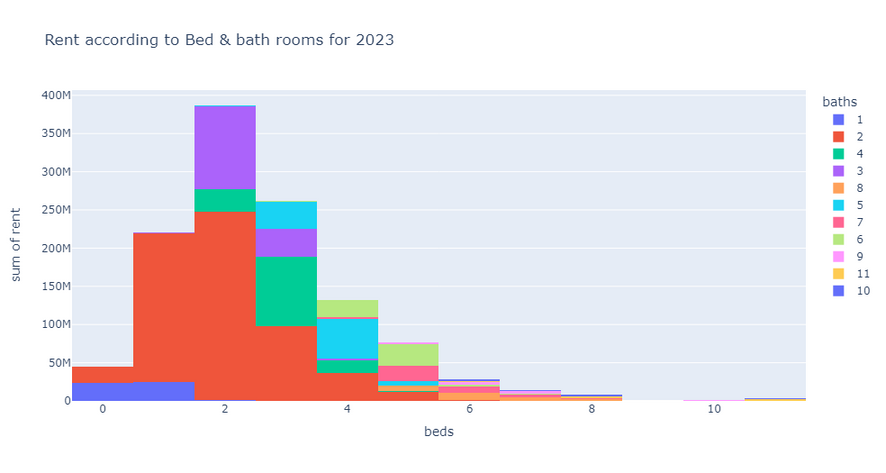 Rent according to Bed & bath rooms for 2023
400M
350M
300M
250M
200M
150M
100M
50M
0
sum of rent
0 2 4 6 8 10
beds
baths
1
2
4
3
8
5
7
6
9
11
10